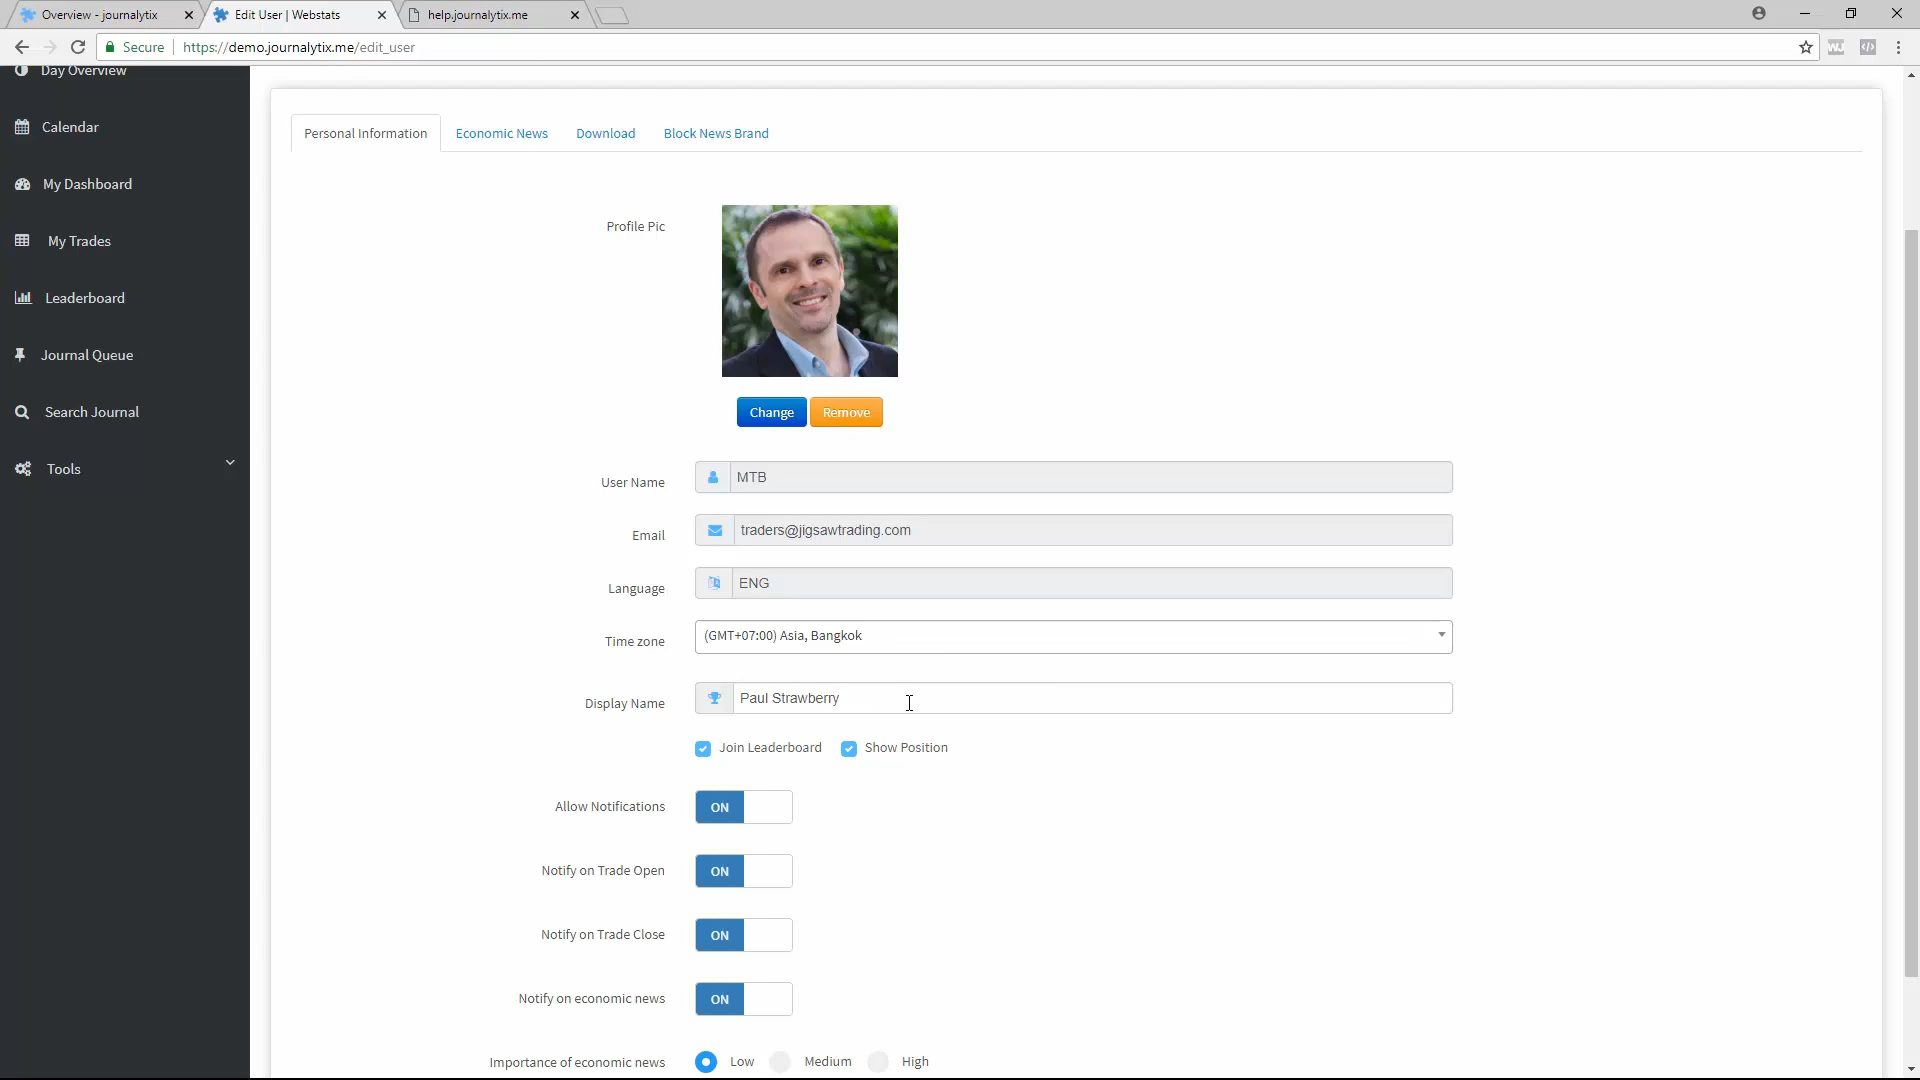 Overview - journalytix
Edit User | Webstats
help.journalytix.me
Secure
https://demo.journalytix.me/edit_user
WJ
Day Overview
Calendar
My Dashboard
My Trades
Leaderboard
Journal Queue
Search Journal
Tools
Personal Information
Economic News
Download
Block News Brand
Profile Pic
Change
Remove
User Name
MTB
Email
traders@jigsawtrading.com
Language
ENG
Time zone
(GMT+07:00) Asia, Bangkok
Display Name
Paul Strawberry
Join Leaderboard
Show Position
Allow Notifications
ON
Notify on Trade Open
ON
Notify on Trade Close
ON
Notify on economic news
ON
Importance of economic news
Low
Medium
High